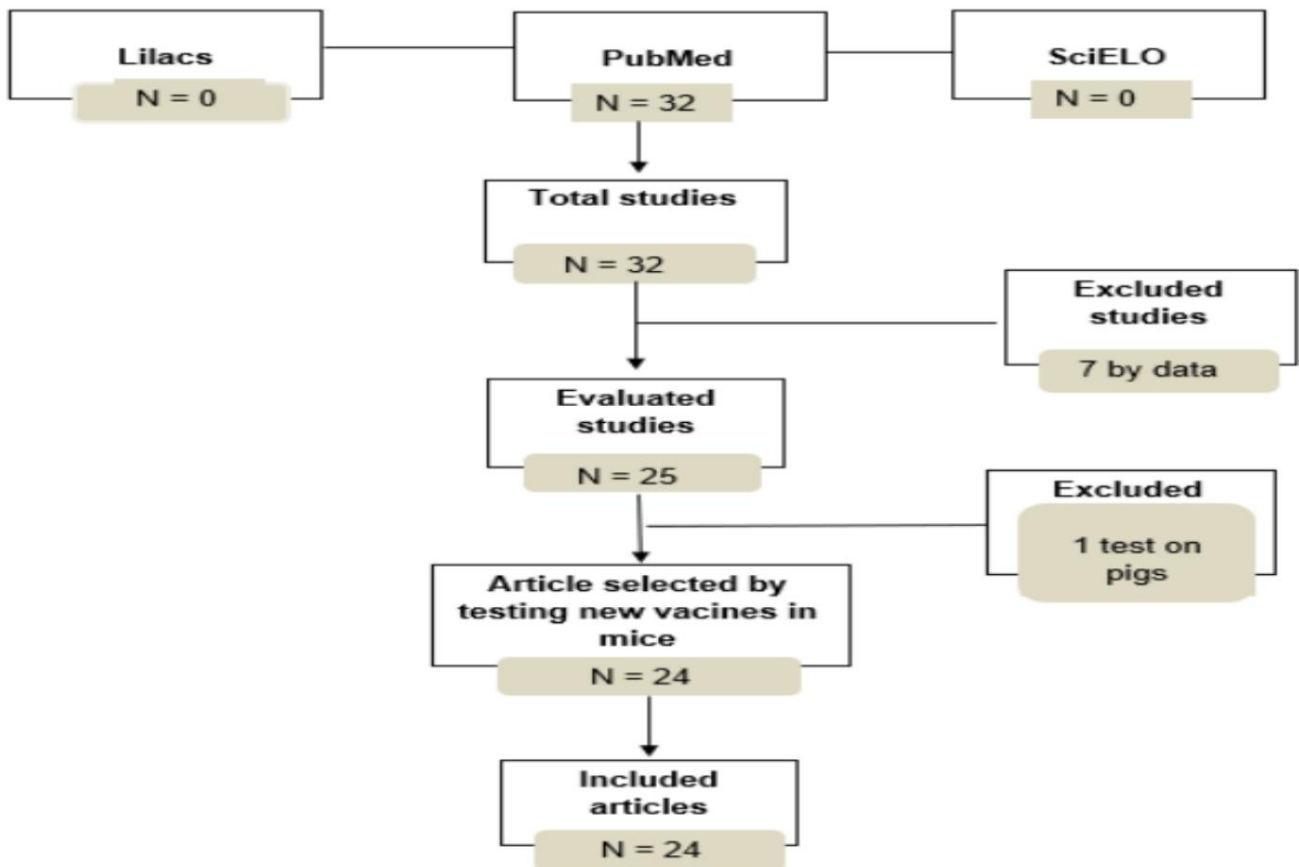 Lilacs
N = 0
PubMed
N = 32
SciELO
N = 0
Total studies
N = 32
Excluded
studies
7 by data
Evaluated
studies
N = 25
Excluded
1 test on
pigs
Article selected by
testing new vacines in
mice
N = 24
Included
articles
N = 24